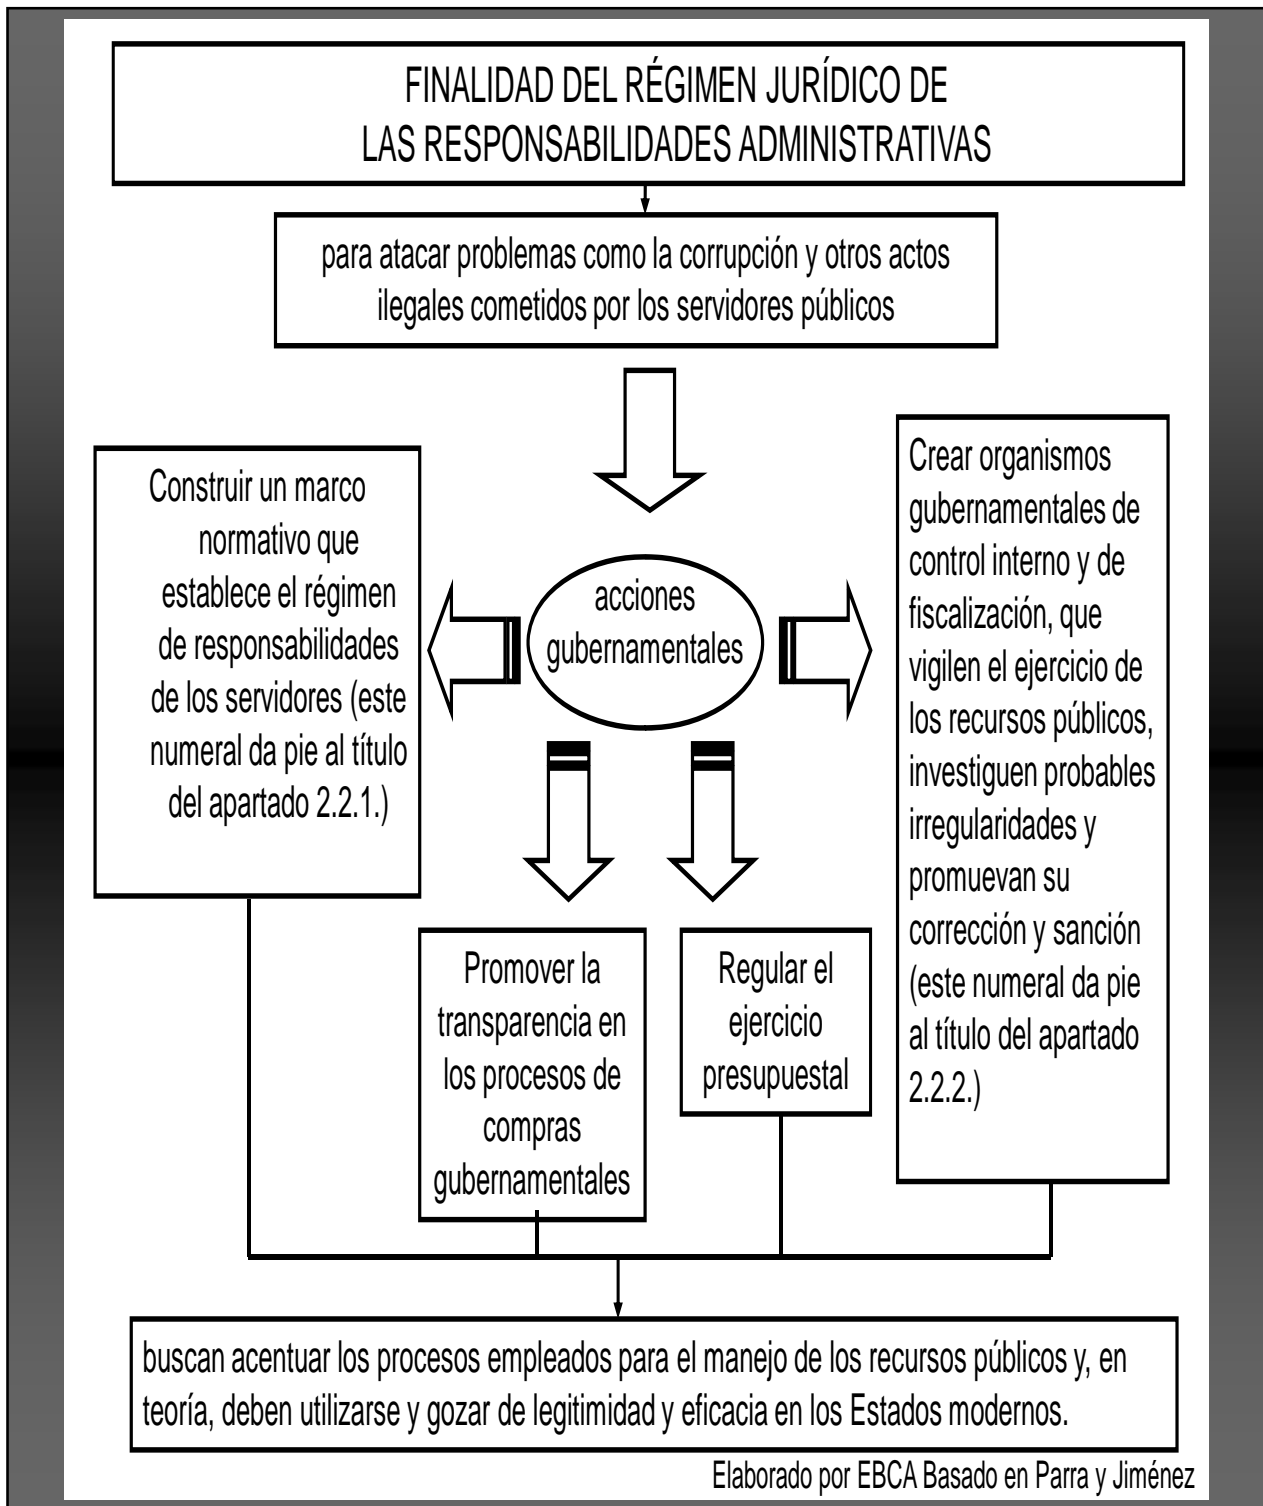 FINALIDAD DEL RÉGIMEN JURÍDICO DE
LAS RESPONSABILIDADES ADMINISTRATIVAS
para atacar problemas como la corrupción y otros actos
ilegales cometidos por los servidores públicos
acciones
gubernamentales
Construir un marco
normativo que
establece el régimen
de responsabilidades
de los servidores (este
numeral da pie al título
del apartado 2.2.1.)
Promover la
transparencia en
los procesos de
compras
gubernamentales
Regular el
ejercicio
presupuestal
Crear organismos
gubernamentales de
control interno y de
fiscalización, que
vigilen el ejercicio de
los recursos públicos,
investiguen probables
irregularidades y
promuevan su
corrección y sanción
(este numeral da pie
al título del apartado
2.2.2.)
buscan acentuar los procesos empleados para el manejo de los recursos públicos y, en
teoría, deben utilizarse y gozar de legitimidad y eficacia en los Estados modernos.
Elaborado por EBCA Basado en Parra y Jiménez